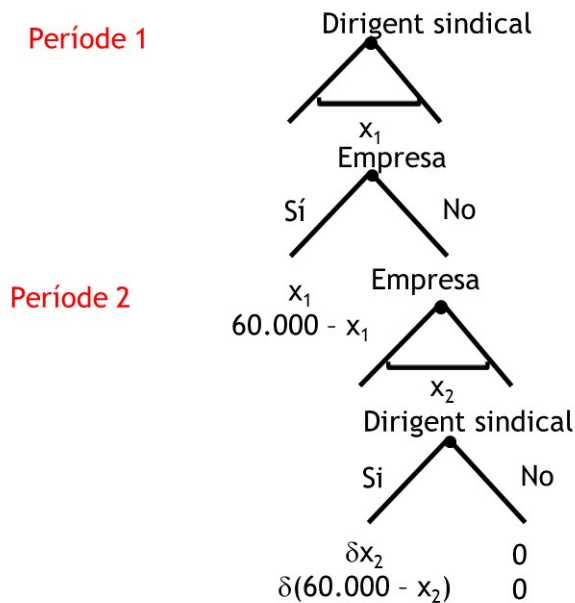 Dirigent sindical
Període 1
x₁
Empresa
Sí No
Empresa
Període 2
x₁
60.000 – x₁
x₂
Dirigent sindical
Si No
δx₂ 0
δ(60.000 – x₂) 0